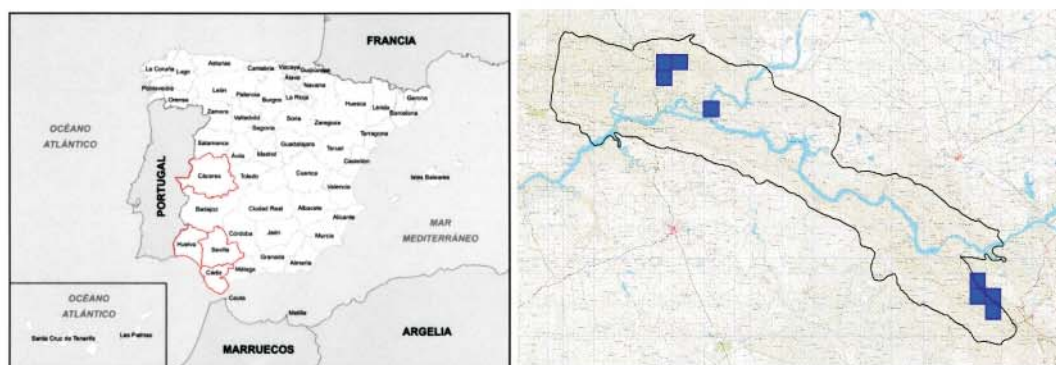 FRANCIA
OCÉANO
ATLÁNTICO
La Coruña
Lugo
Asturias
Cantabria
Vizcaya
Guipúzcoa
Álava
Navarra
Pontevedra
Orense
León
Palencia
Burgos
La Rioja
Huesca
Lérida
Gerona
Barcelona
Zamora
Valladolid
Soria
Zaragoza
Tarragona
Segovia
Salamanca
Ávila
Madrid
Guadalajara
Teruel
Castellón
PORTUGAL
Cáceres
Toledo
Cuenca
Valencia
Islas Baleares
Badajoz
Ciudad Real
Albacete
Alicante
MAR
MEDITERRÁNEO
Huelva
Sevilla
Córdoba
Jaén
Murcia
Granada
Almería
Cádiz
Málaga
Ceuta
Melilla
OCÉANO
ATLÁNTICO
Santa Cruz de Tenerife
Las Palmas
MARRUECOS
ARGELIA